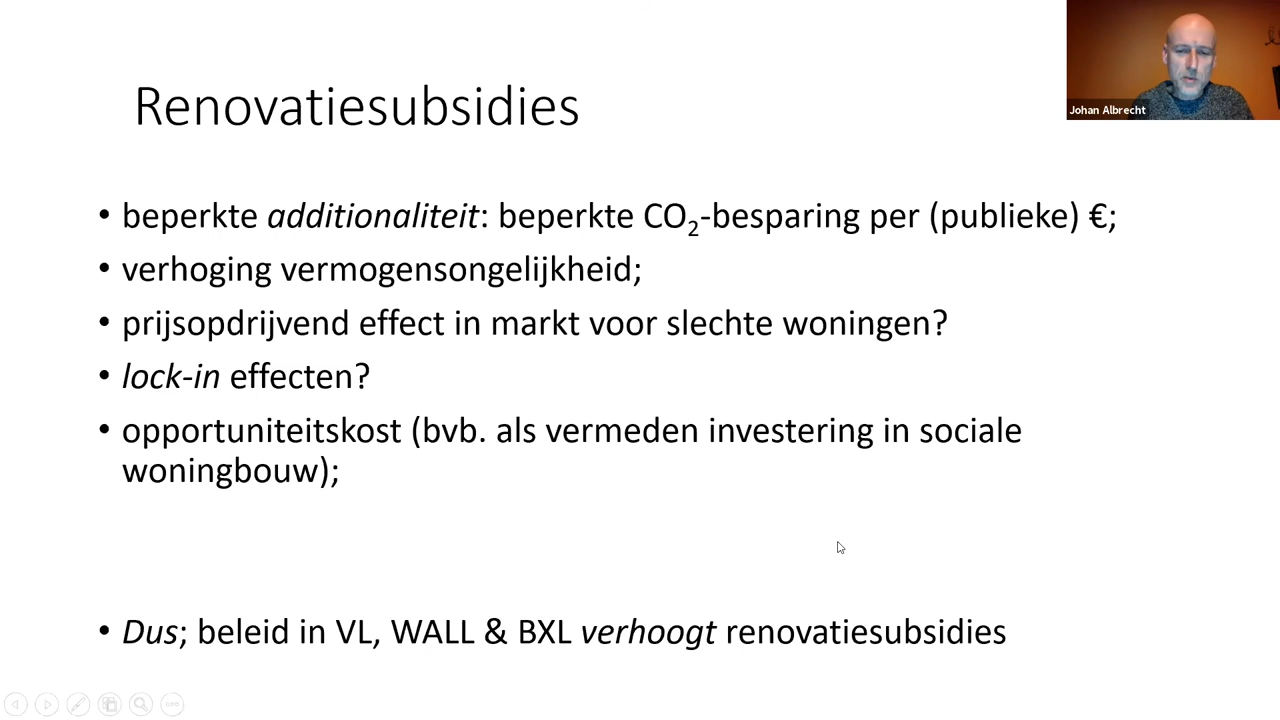 Renovatiesubsidies
Johan Albrecht
• beperkte additionaliteit: beperkte CO₂-besparing per (publieke) €;
• verhoging vermogensongelijkheid;
• prijsopdrijvend effect in markt voor slechte woningen?
• lock-in effecten?
• opportuniteitskost (bvb. als vermeden investering in sociale
woningbouw);
• Dus; beleid in VL, WALL & BXL verhoogt renovatiesubsidies